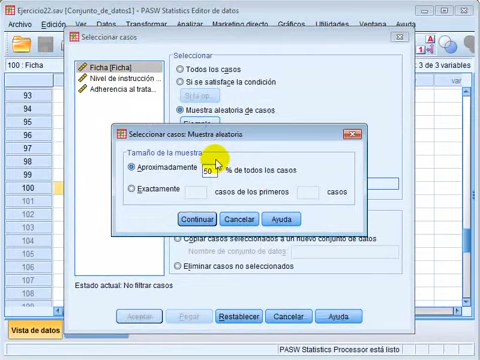 Ejercicio22.sav [Conjunto_de_datos1] - PASW Statistics Editor de datos
Archivo Edición Ver Datos Transformar Analizar Marketing directo Gráficos Utilidades Ventana Ayuda
Seleccionar casos
100 : Ficha
3 de 3 variables
var
93
94
95
96
97
98
99
100
101
102
103
104
105
106
107
108
Ficha [Ficha]
Nivel de instrucción ...
Adherencia al trata...
Seleccionar
Todos los casos
Si se satisface la condición
Si la op...
Muestra aleatoria de casos
Ejemplo...
Seleccionar casos: Muestra aleatoria
Tamaño de la muestra
Aproximadamente 50 % de todos los casos
Exactamente casos de los primeros casos
Continuar Cancelar Ayuda
Copiar casos seleccionados a un nuevo conjunto de datos
Nombre de conjunto de datos:
Eliminar casos no seleccionados
Estado actual: No filtrar casos
Aceptar Pegar Restablecer Cancelar Ayuda
Vista de datos
PASW Statistics Processor está listo